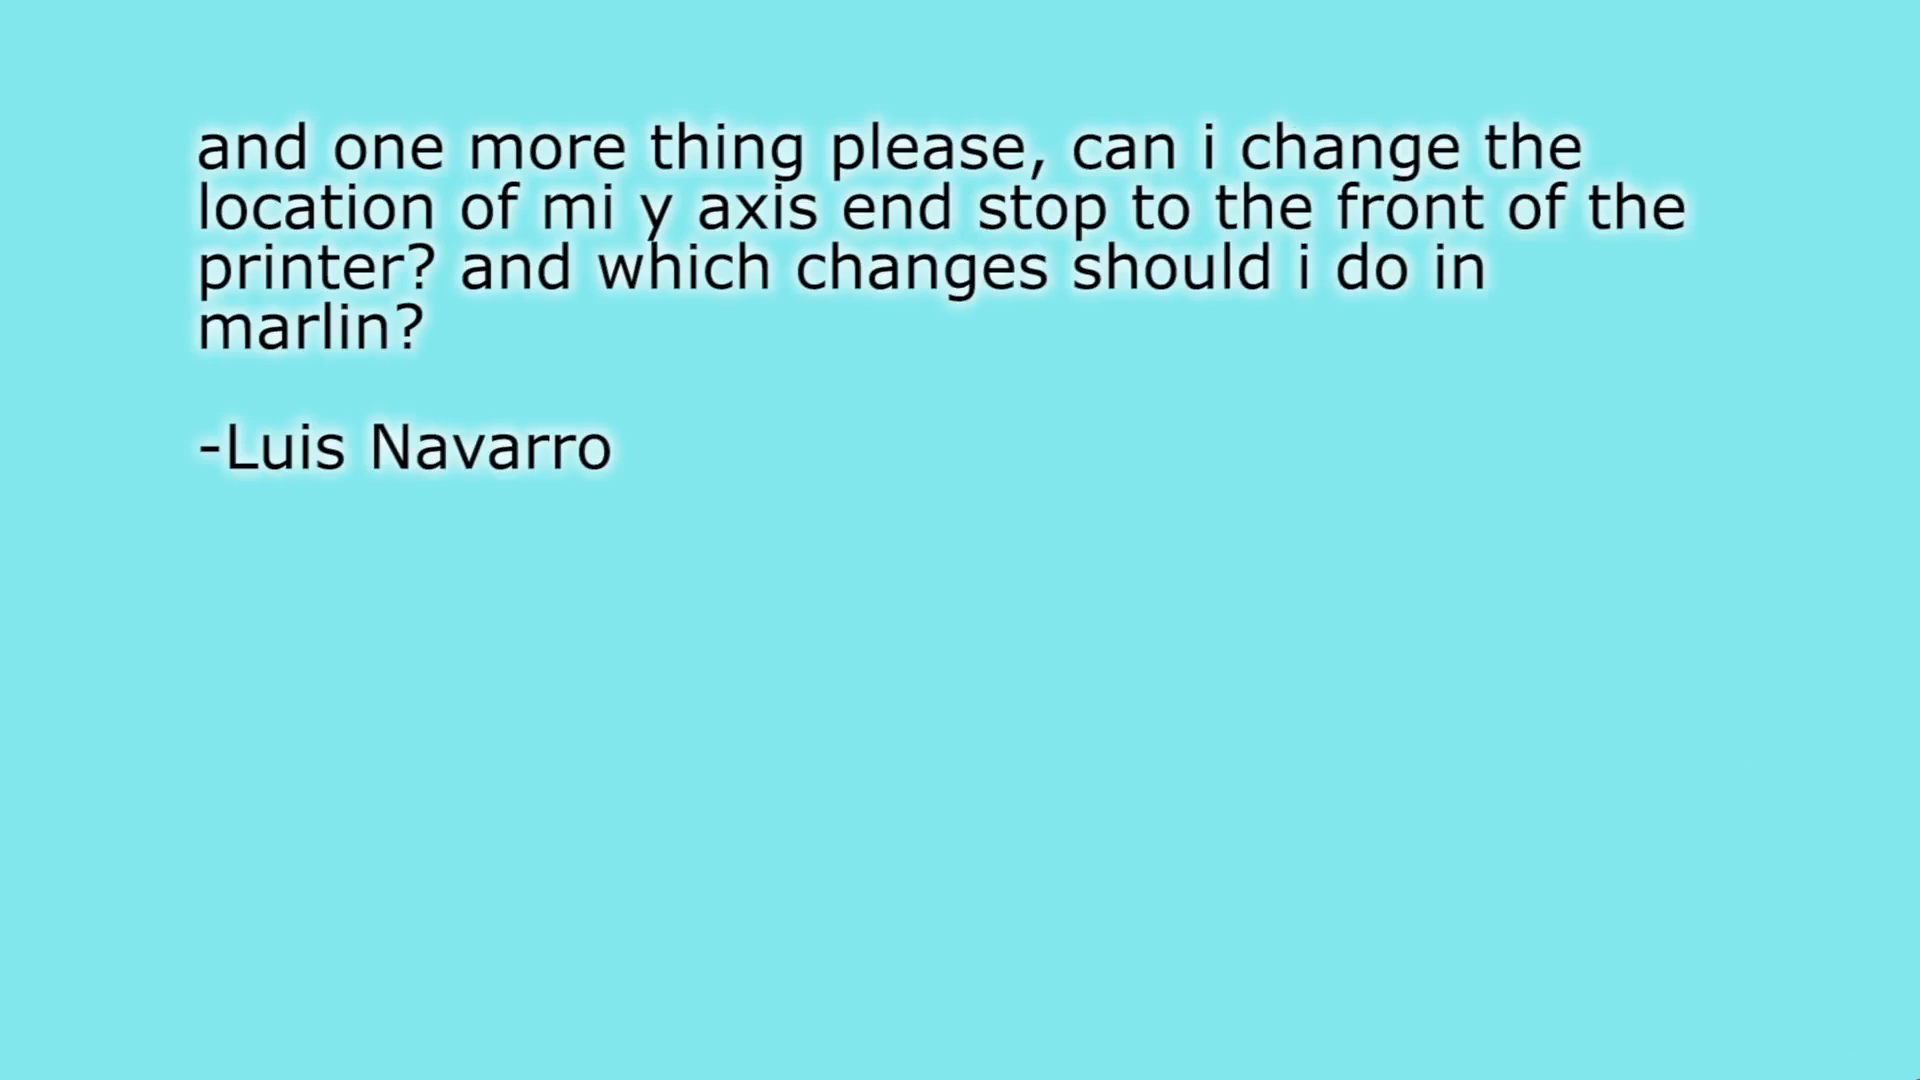 and one more thing please, can i change the
location of mi y axis end stop to the front of the
printer? and which changes should i do in
marlin?
-Luis Navarro